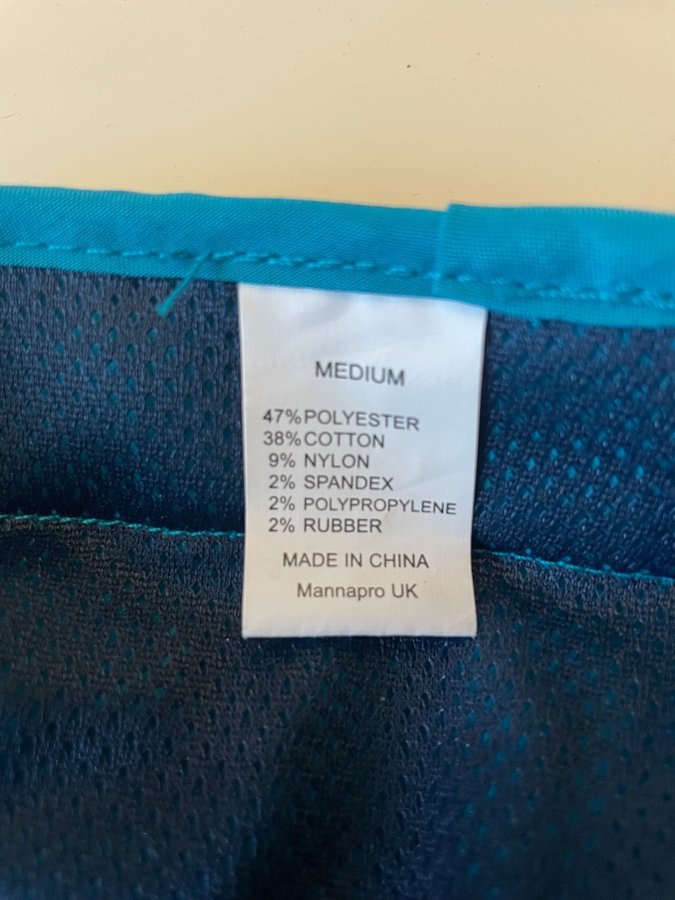 MEDIUM
47%POLYESTER
38%COTTON
9% NYLON
2% SPANDEX
2% POLYPROPYLENE
2% RUBBER
MADE IN CHINA
Mannapro UK